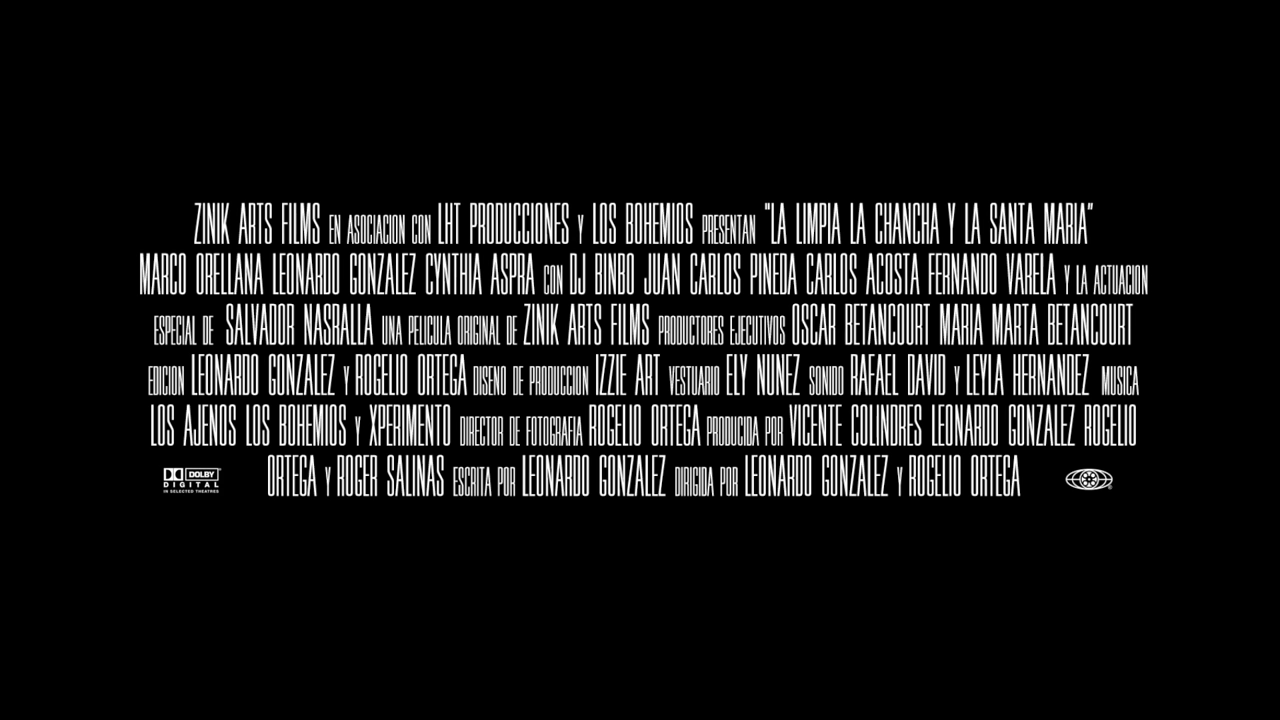 ZINIK ARTS FILMS EN ASOCIACION CON LHT PRODUCCIONES Y LOS BOHEMIOS PRESENTAN "LA LIMPIA LA CHANCHA Y LA SANTA MARIA"
MARCO ORELLANA LEONARDO GONZALEZ CYNTHIA ASPRA CON DJ BINBO JUAN CARLOS PINEDA CARLOS ACOSTA FERNANDO VARELA Y LA ACTUACION
ESPECIAL DE SALVADOR NASRALLA UNA PELICULA ORIGINAL DE ZINIK ARTS FILMS PRODUCTORES EJECUTIVOS OSCAR BETANCOURT MARIA MARTA BETANCOURT
EDICION LEONARDO GONZALEZ Y ROGELIO ORTEGA DISENO DE PRODUCCION IZZIE ART VESTUARIO ELY NUNEZ SONIDO RAFAEL DAVID Y LEYLA HERNANDEZ MUSICA
LOS AJENOS LOS BOHEMIOS Y XPERIMENTO DIRECTOR DE FOTOGRAFIA ROGELIO ORTEGA PRODUCIDA POR VICENTE COLINDRES LEONARDO GONZALEZ ROGELIO
ORTEGA Y ROGER SALINAS ESCRITA POR LEONARDO GONZALEZ DIRIGIDA POR LEONARDO GONZALEZ Y ROGELIO ORTEGA
DOLBY
DIGITAL
IN SELECTED THEATRES